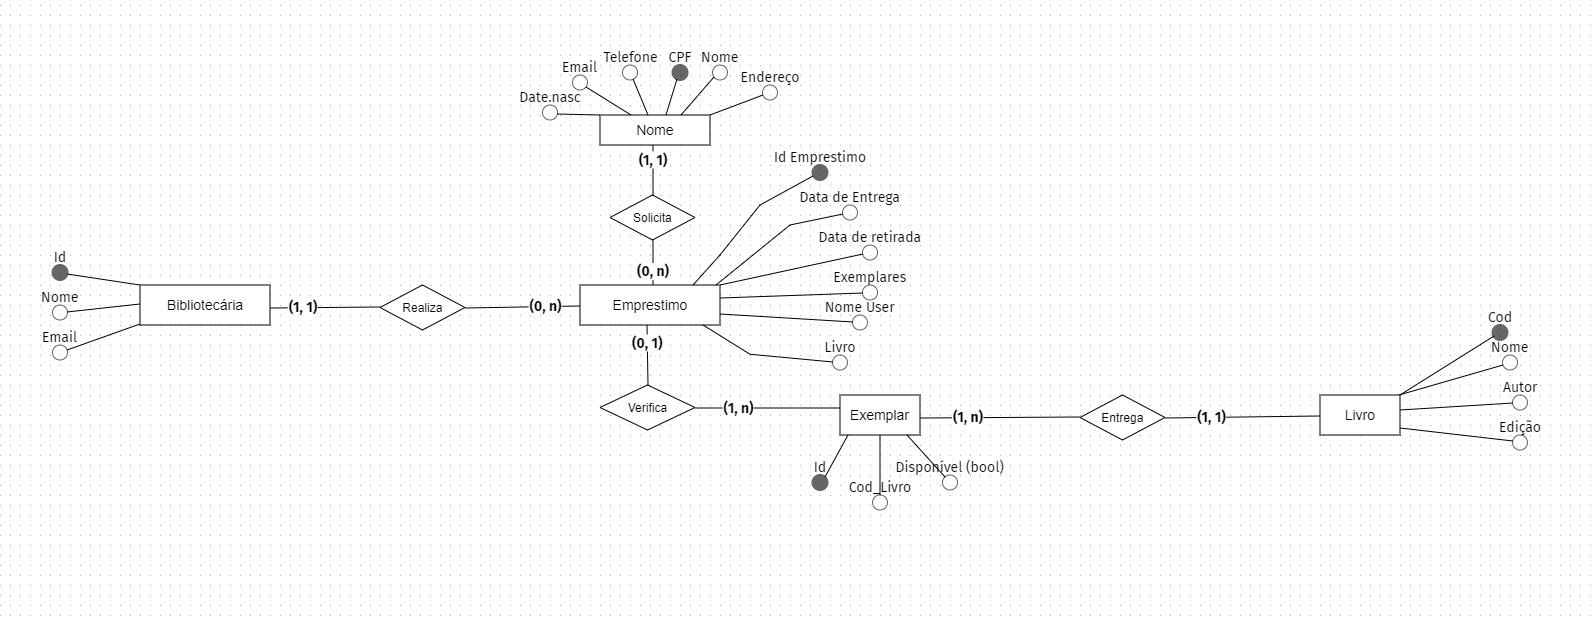 Telefone
CPF
Nome
Email
Endereço
Date.nasc
Nome
(1, 1)
Id Emprestimo
Data de Entrega
Solicita
Data de retirada
Id
(0, n)
Exemplares
Nome
Bibliotecária
(1, 1)
Realiza
(0, n)
Emprestimo
Nome User
Email
(0, 1)
Livro
Cod
Nome
Autor
Verifica
(1, n)
Exemplar
(1, n)
Entrega
(1, 1)
Livro
Edição
Id
Disponível (bool)
Cod_Livro